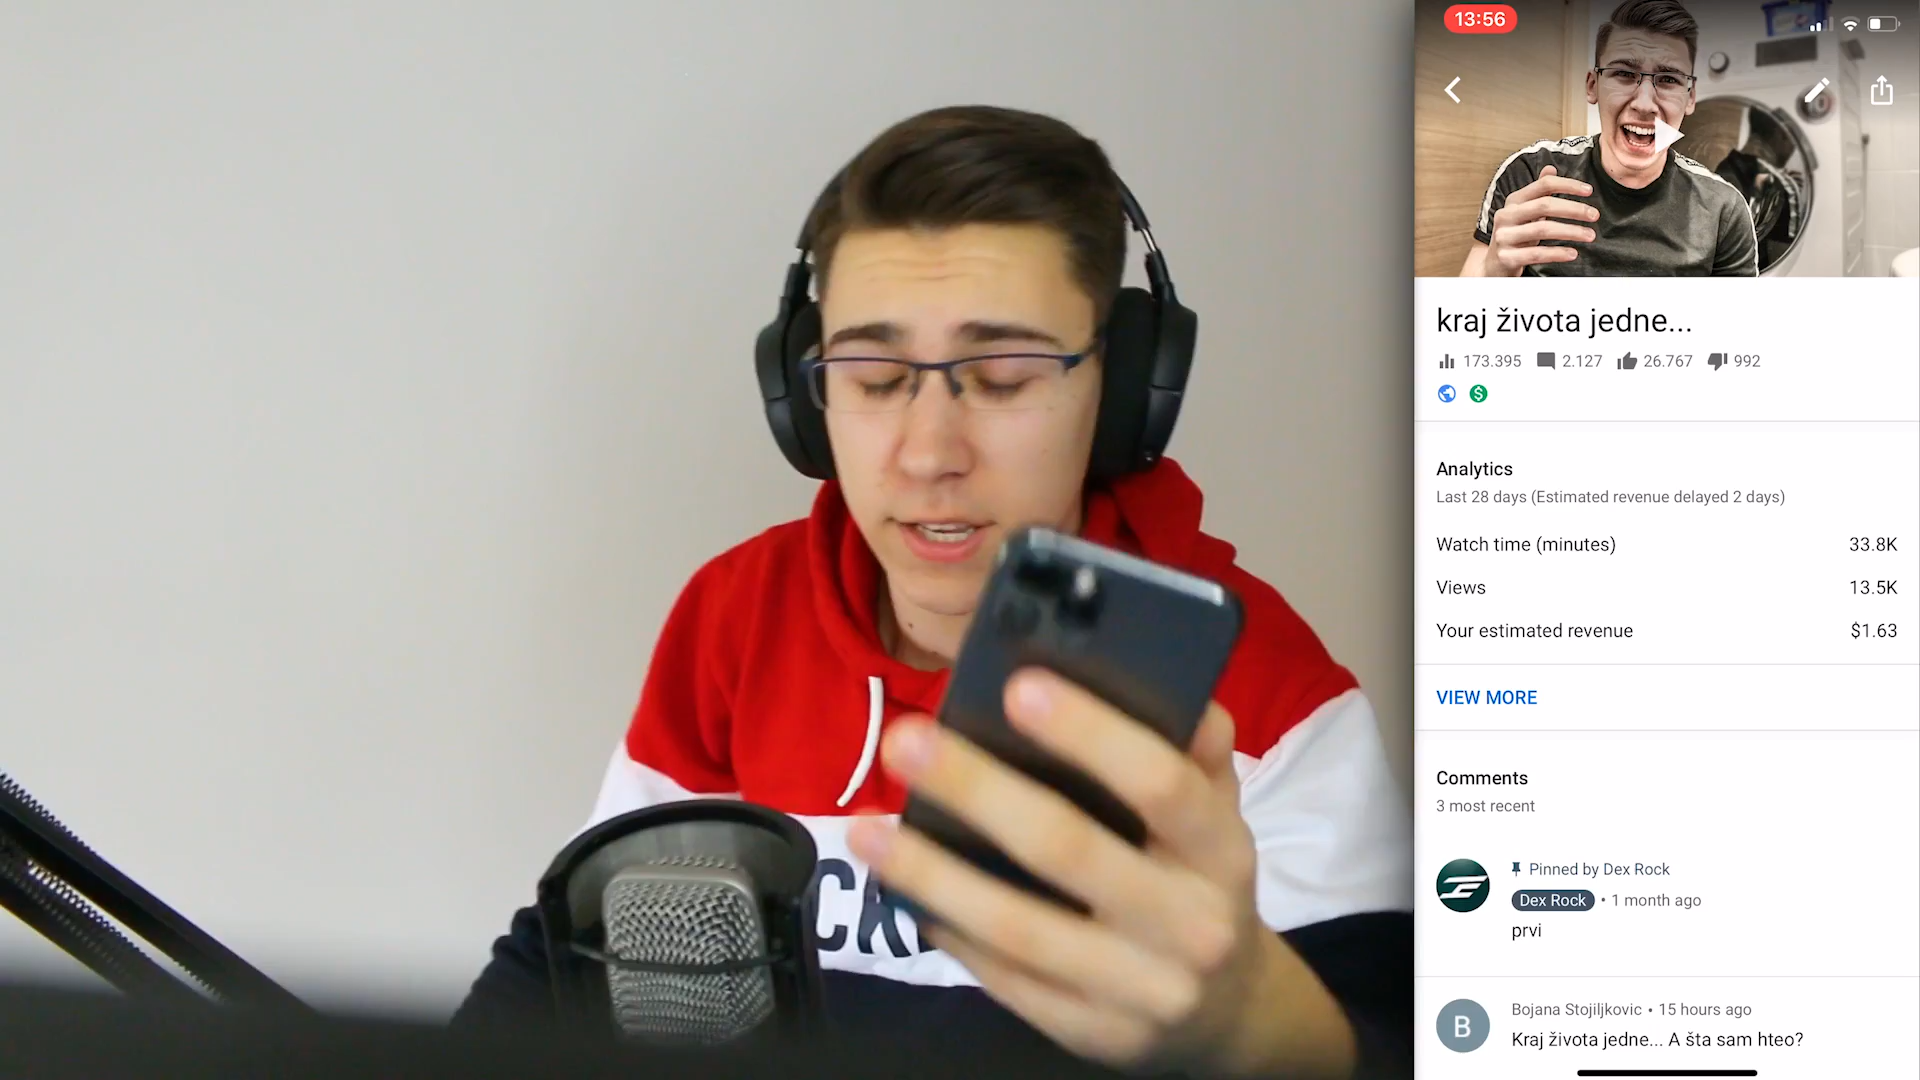 13:56
kraj života jedne...
173.395 2.127 26.767 992
Analytics
Last 28 days (Estimated revenue delayed 2 days)
Watch time (minutes) 33.8K
Views 13.5K
Your estimated revenue $1.63
VIEW MORE
Comments
3 most recent
Pinned by Dex Rock
Dex Rock • 1 month ago
prvi
B
Bojana Stojiljkovic • 15 hours ago
Kraj života jedne... A šta sam hteo?